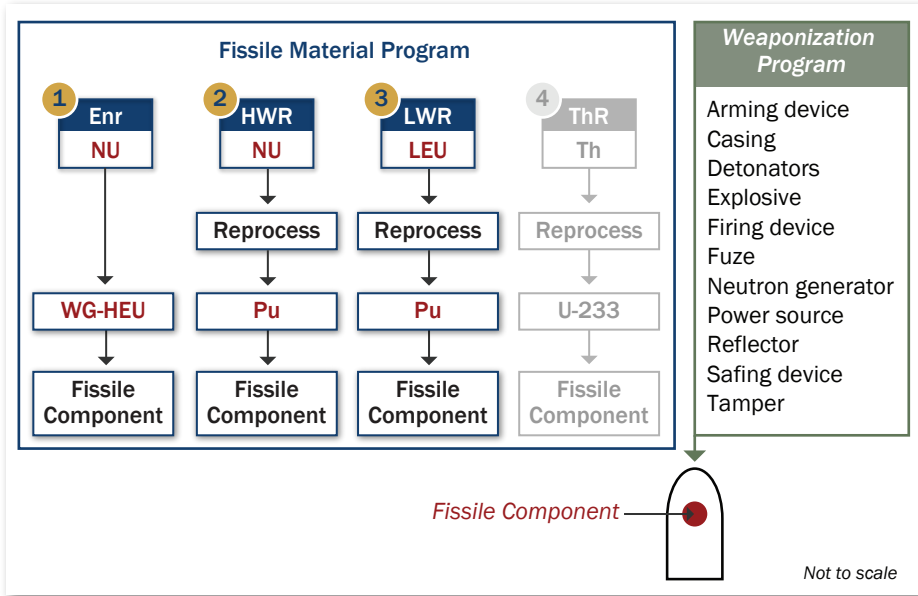 Fissile Material Program
1
Enr
NU
WG-HEU
Fissile
Component
2
HWR
NU
Reprocess
Pu
Fissile
Component
3
LWR
LEU
Reprocess
Pu
Fissile
Component
4
ThR
Th
Reprocess
U-233
Fissile
Component
Weaponization
Program
Arming device
Casing
Detonators
Explosive
Firing device
Fuze
Neutron generator
Power source
Reflector
Safing device
Tamper
Fissile Component
Not to scale